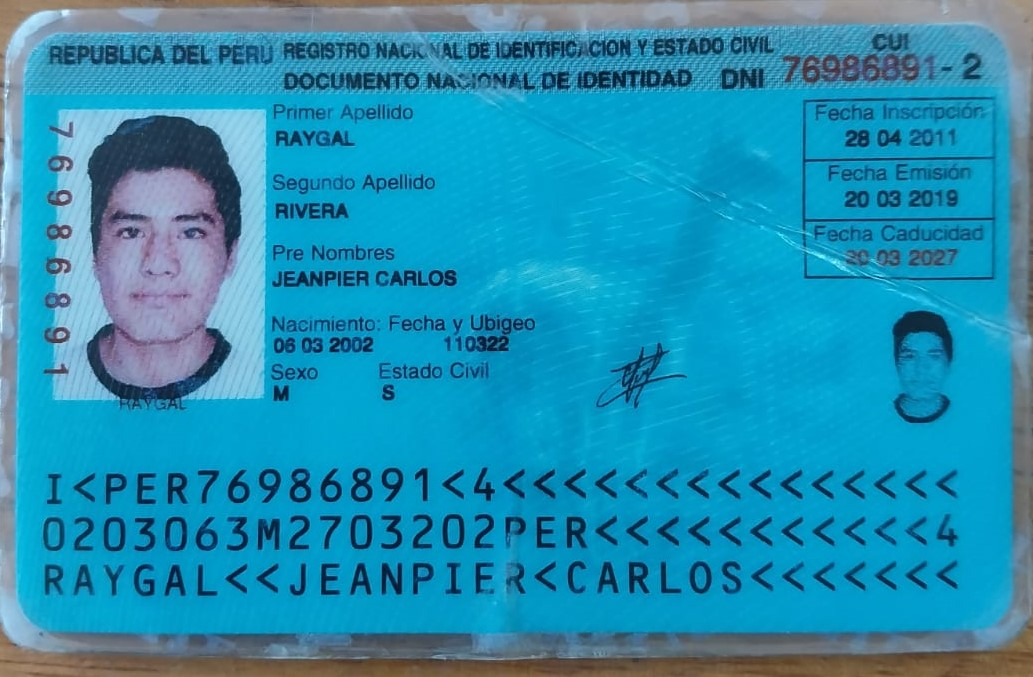 REPUBLICA DEL PERU REGISTRO NACIONAL DE IDENTIFICACION Y ESTADO CIVIL
DOCUMENTO NACIONAL DE IDENTIDAD DNI 76986891 - 2
CUI
76986891
Primer Apellido
RAYGAL
Segundo Apellido
RIVERA
Pre Nombres
JEANPIER CARLOS
Nacimiento: Fecha y Ubigeo
06 03 2002 110322
Sexo Estado Civil
M S
Fecha Inscripción
28 04 2011
Fecha Emisión
20 03 2019
Fecha Caducidad
20 03 2027
RAYGAL
I<PER76986891<4<<<<<<<<<<<<<<<
0203063M2703202PER<<<<<<<<<<<4
RAYGAL<<JEANPIER<CARLOS<<<<<<<